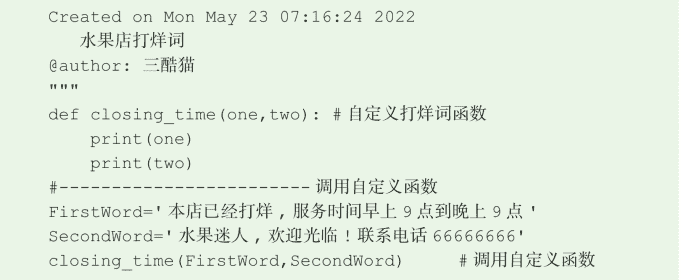 Created on Mon May 23 07:16:24 2022
水果店打烊词
@author: 三酷猫
"""
def closing_time(one,two): # 自定义打烊词函数
    print(one)
    print(two)
#------------------------ 调用自定义函数
FirstWord=' 本店已经打烊，服务时间早上 9 点到晚上 9 点 '
SecondWord=' 水果迷人，欢迎光临！联系电话 66666666'
closing_time(FirstWord,SecondWord)     # 调用自定义函数